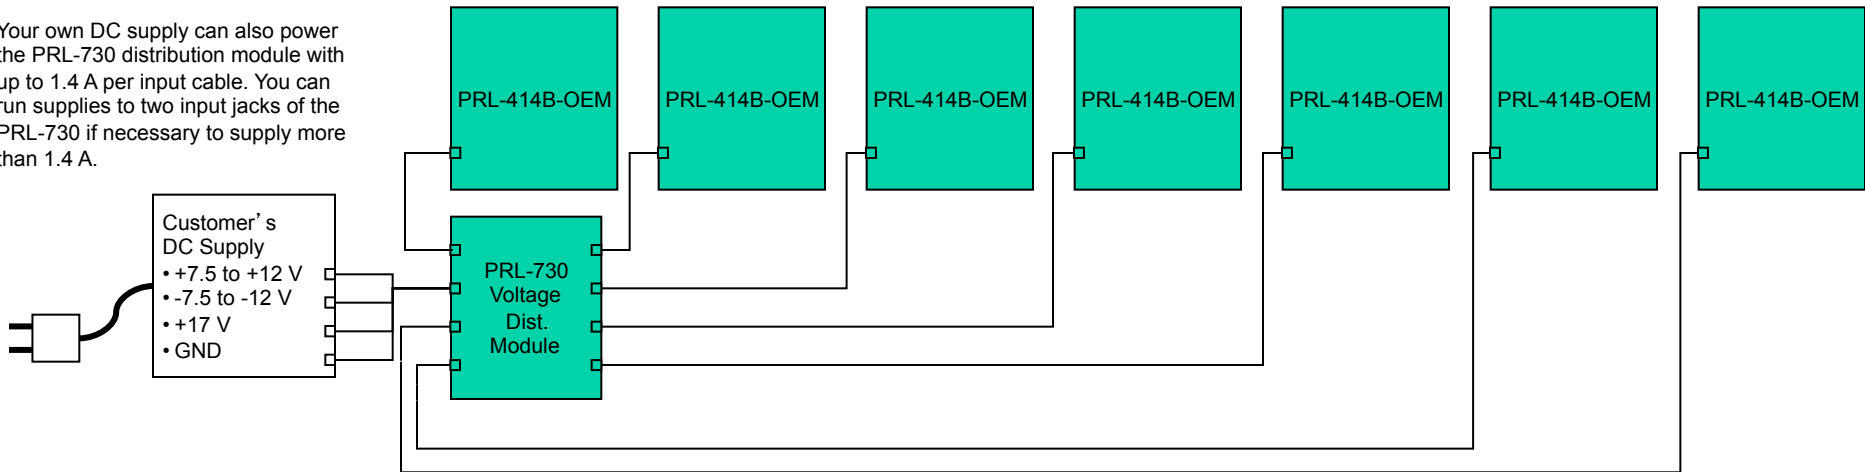 Your own DC supply can also power
the PRL-730 distribution module with
up to 1.4 A per input cable. You can
run supplies to two input jacks of the
PRL-730 if necessary to supply more
than 1.4 A.
PRL-414B-OEM
PRL-414B-OEM
PRL-414B-OEM
PRL-414B-OEM
PRL-414B-OEM
PRL-414B-OEM
PRL-414B-OEM
Customer’s
DC Supply
• +7.5 to +12 V
• -7.5 to -12 V
• +17 V
• GND
PRL-730
Voltage
Dist.
Module